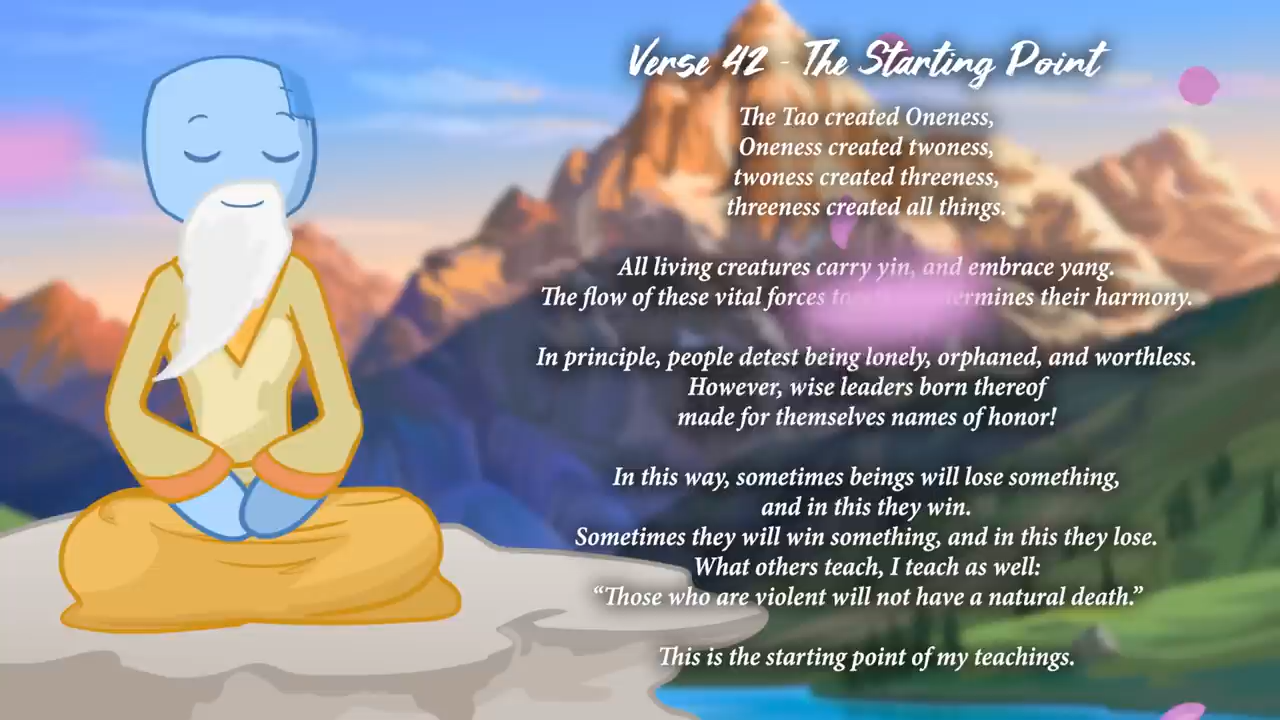 Verse 42 - The Starting Point
The Tao created Oneness,
Oneness created twoness,
twoness created threeness,
threeness created all things.
All living creatures carry yin, and embrace yang.
The flow of these vital forces determines their harmony.
In principle, people detest being lonely, orphaned, and worthless.
However, wise leaders born thereof
made for themselves names of honor!
In this way, sometimes beings will lose something,
and in this they win.
Sometimes they will win something, and in this they lose.
What others teach, I teach as well:
“Those who are violent will not have a natural death.”
This is the starting point of my teachings.